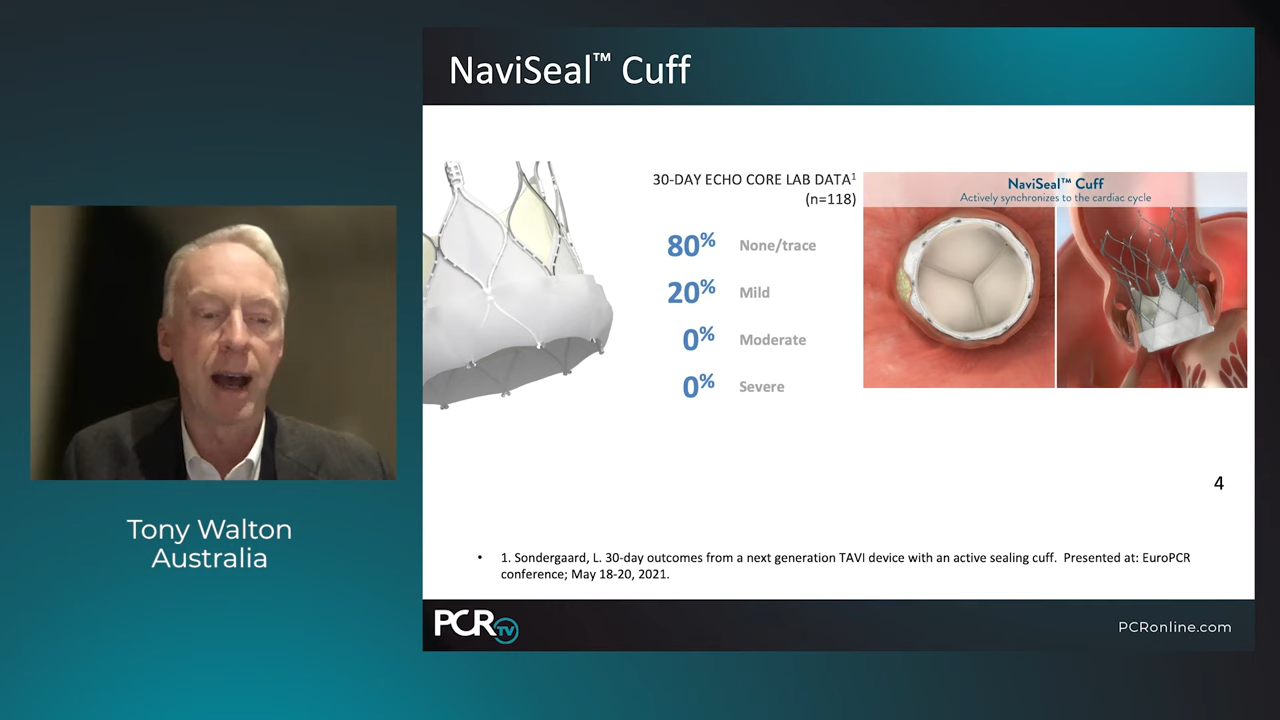 NaviSeal™ Cuff
30-DAY ECHO CORE LAB DATA¹
(n=118)
80% None/trace
20% Mild
0% Moderate
0% Severe
NaviSeal™ Cuff
Actively synchronizes to the cardiac cycle
4
• 1. Sondergaard, L. 30-day outcomes from a next generation TAVI device with an active sealing cuff. Presented at: EuroPCR
conference; May 18-20, 2021.
Tony Walton
Australia
PCR TV
PCRonline.com